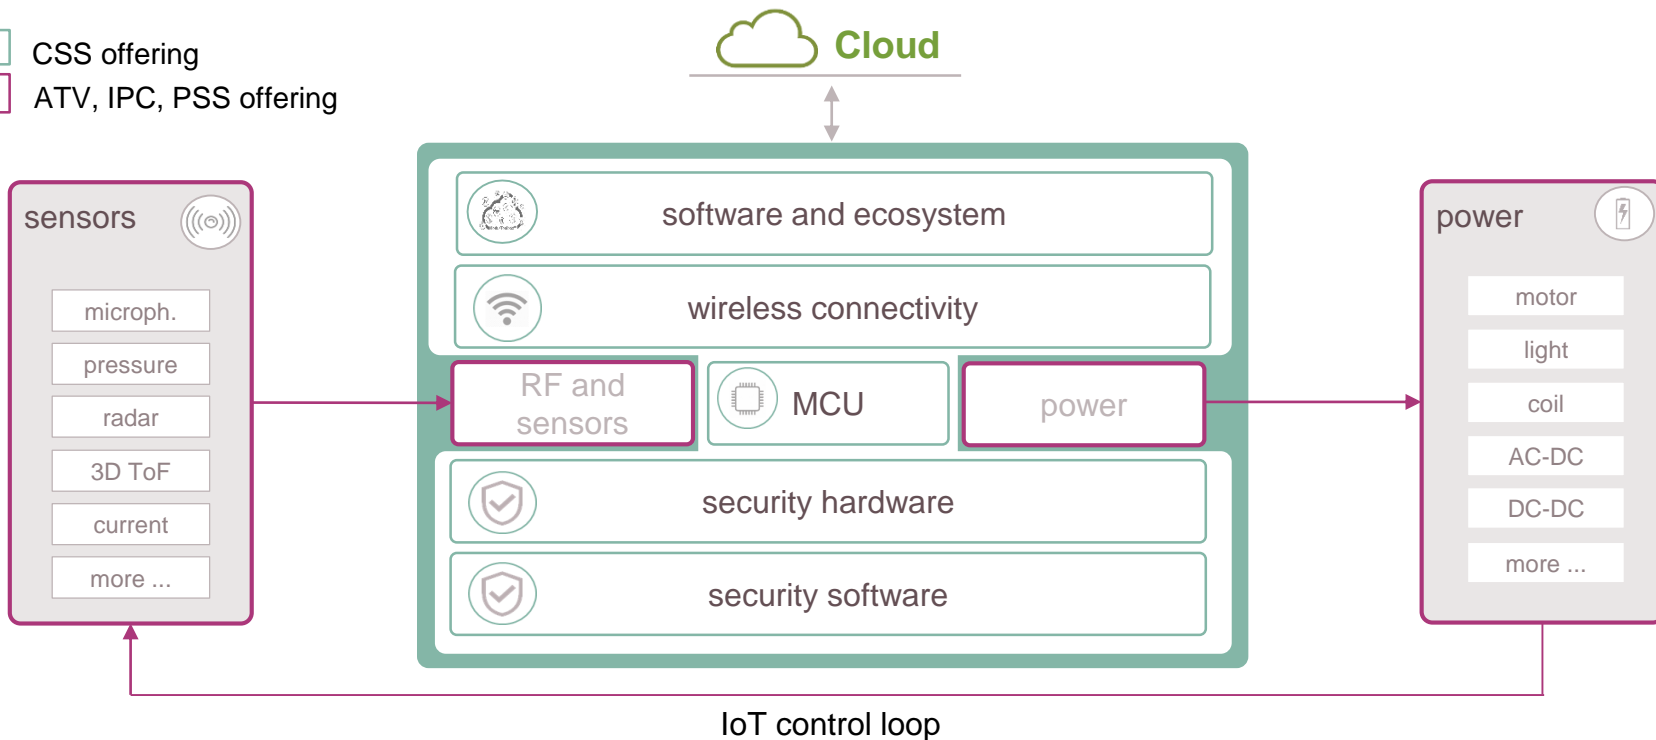 CSS offering
ATV, IPC, PSS offering
Cloud
sensors
microph.
pressure
radar
3D ToF
current
more ...
software and ecosystem
wireless connectivity
RF and
sensors
MCU
power
security hardware
security software
power
motor
light
coil
AC-DC
DC-DC
more ...
IoT control loop